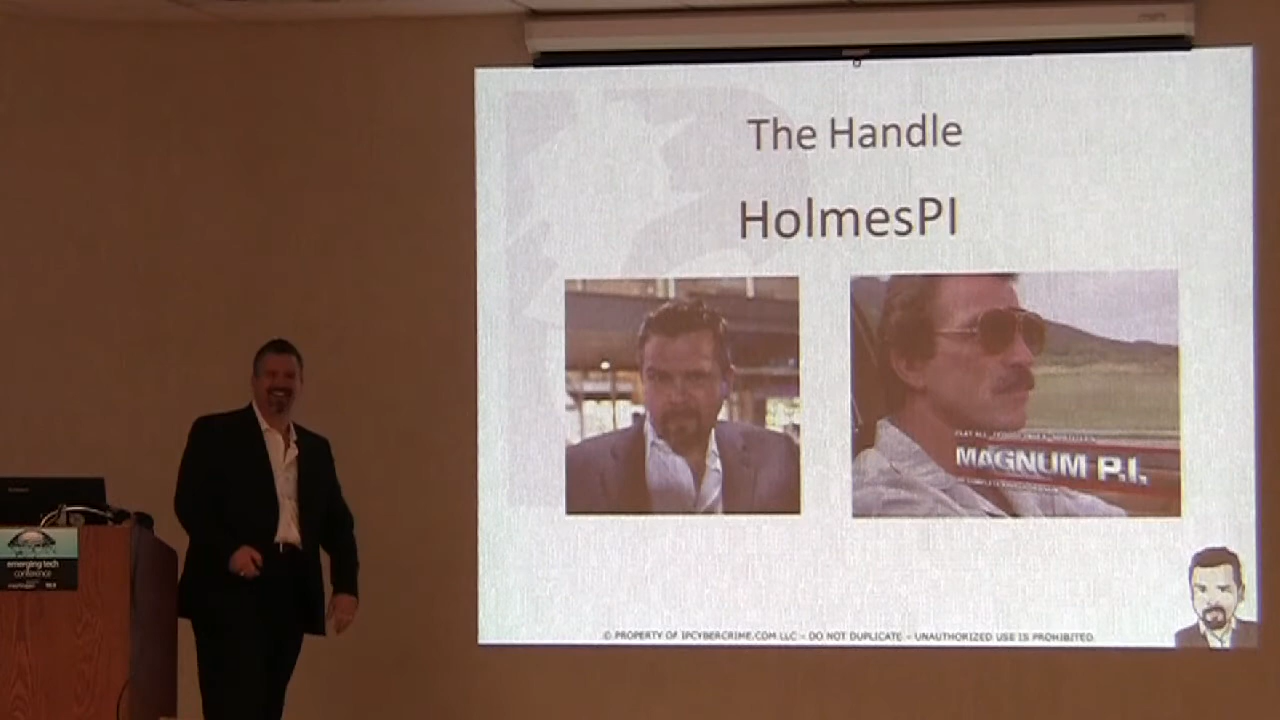 The Handle
HolmesPI
MAGNUM P.I.
© PROPERTY OF IPCYBERCRIME.COM LLC – DO NOT DUPLICATE – UNAUTHORIZED USE IS PROHIBITED
emerging tech
conference